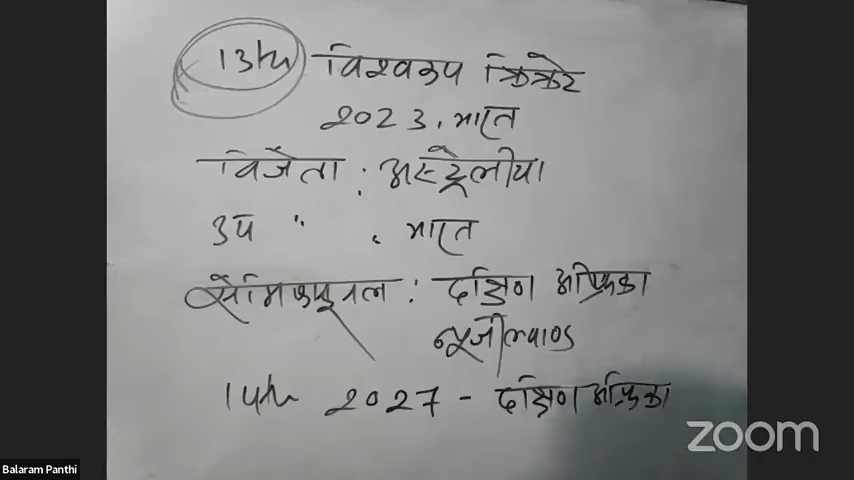 13th विश्वकप क्रिकेट
2023, भारत
विजेता : अस्ट्रेलीया
उप " , भारत
सेमिफाइनल : दक्षिण अफ्रिका
न्यूजील्याण्ड
14th 2027 - दक्षिण अफ्रिका
zoom
Balaram Panthi